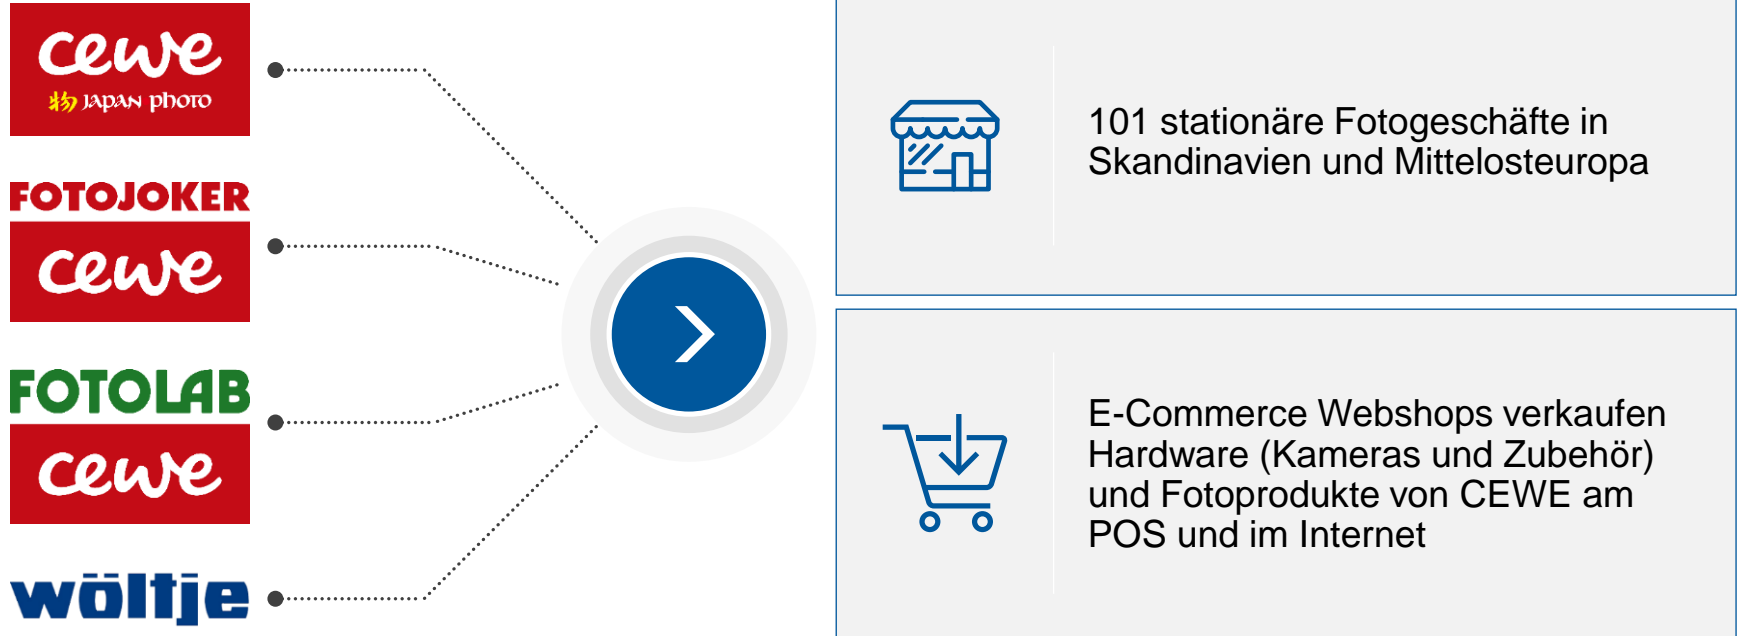 cewe
物 JAPAN PHOTO
FOTOJOKER
cewe
FOTOLAB
cewe
wöltje
101 stationäre Fotogeschäfte in
Skandinavien und Mittelosteuropa
E-Commerce Webshops verkaufen
Hardware (Kameras und Zubehör)
und Fotoprodukte von CEWE am
POS und im Internet